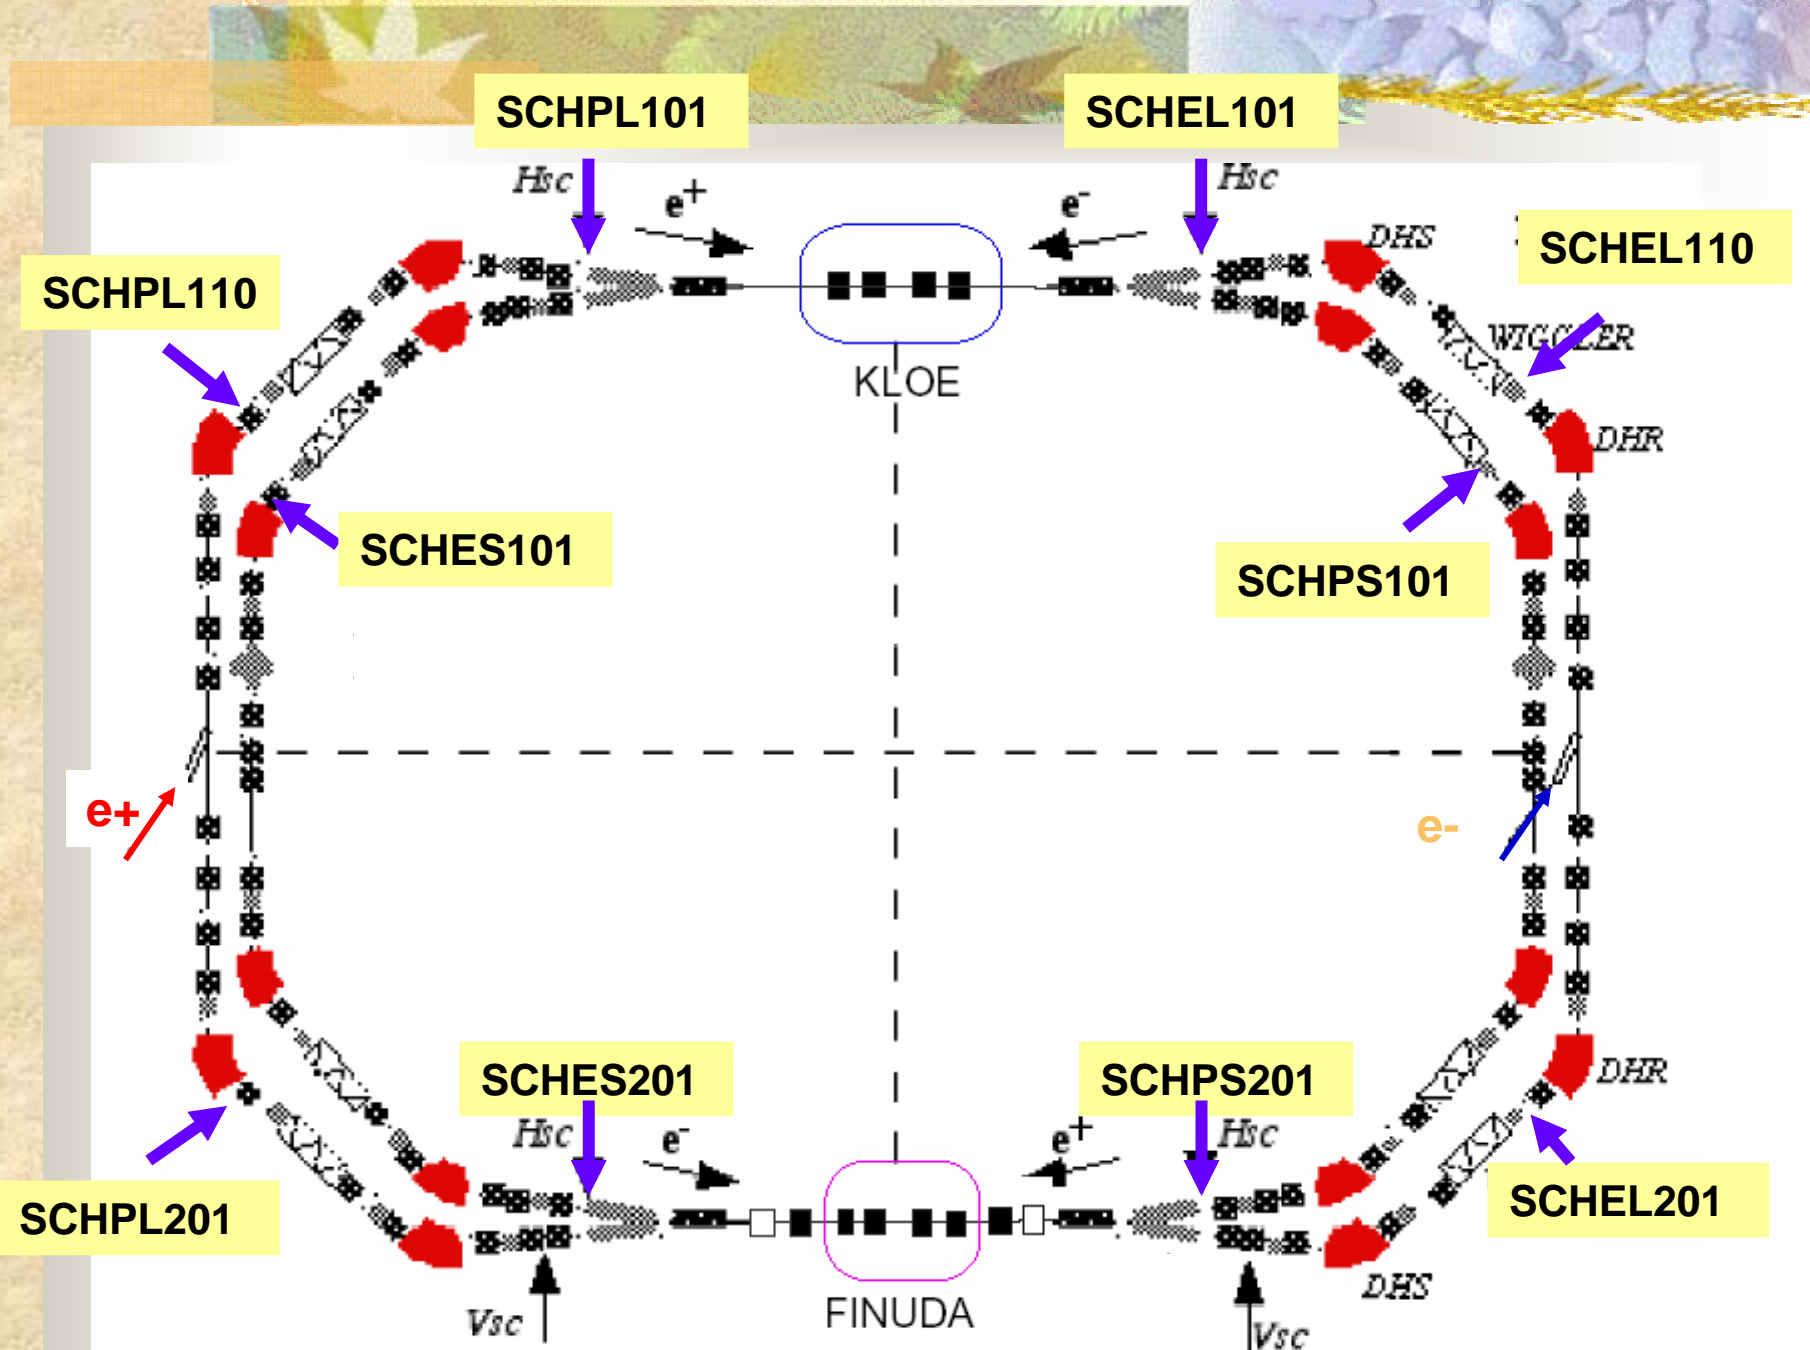 SCHPL101
SCHEL101
Hsc
e+
e-
Hsc
DHS
SCHEL110
SCHPL110
WIGGLER
KLOE
DHR
SCHES101
SCHPS101
e+
e-
SCHES201
SCHPS201
DHR
Hsc
e-
e+
Hsc
SCHPL201
SCHEL201
DHS
Vsc
FINUDA
Vsc